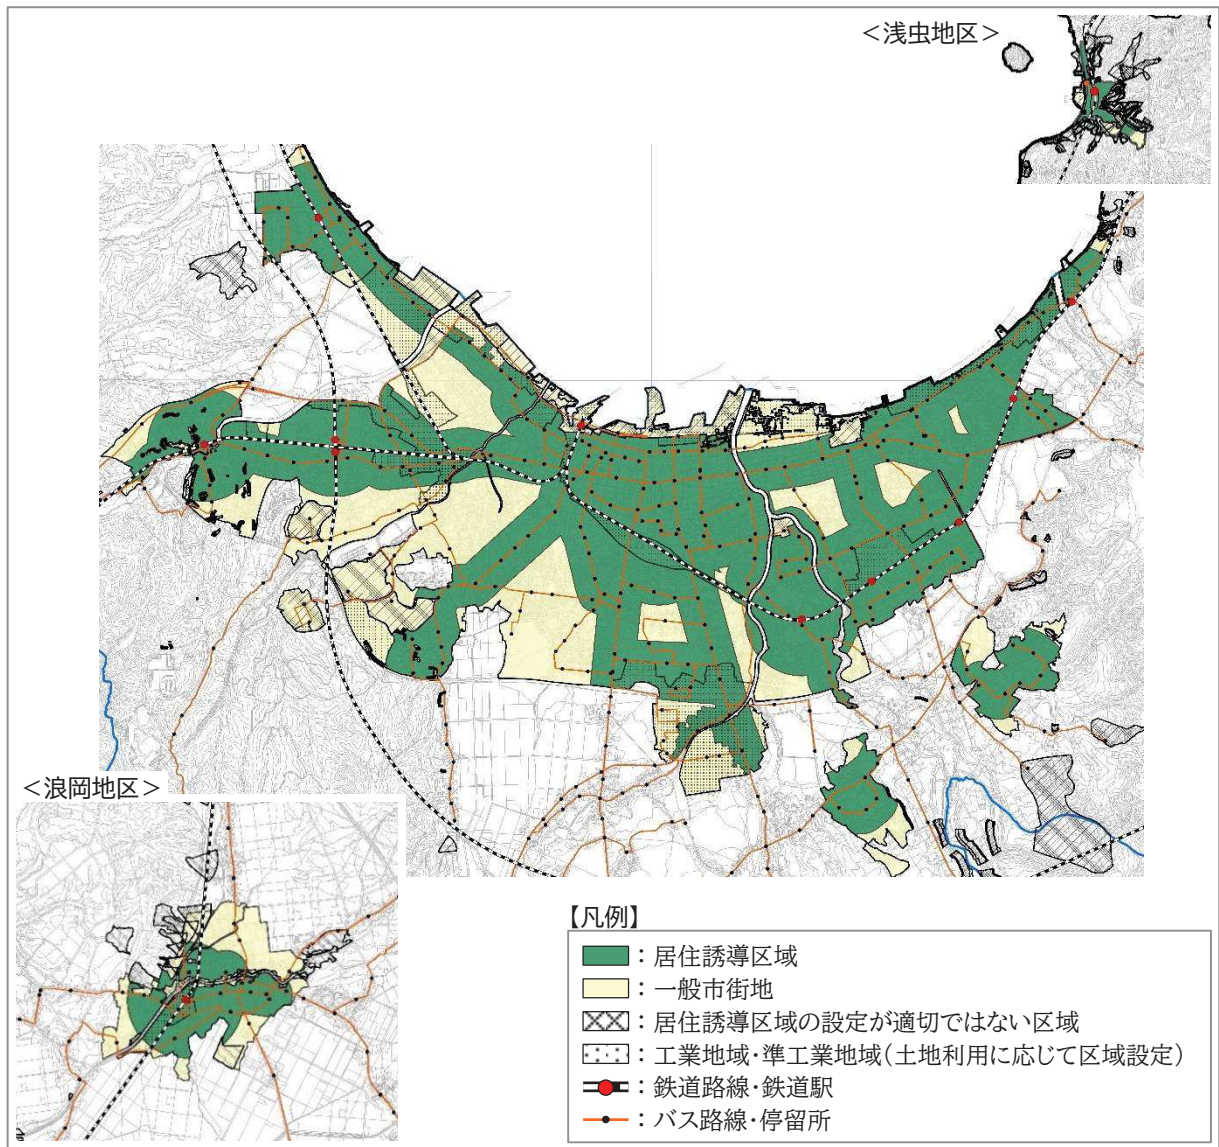 ＜浅虫地区＞
＜浪岡地区＞
【凡例】
：居住誘導区域
：一般市街地
：居住誘導区域の設定が適切ではない区域
：工業地域・準工業地域（土地利用に応じて区域設定）
：鉄道路線・鉄道駅
：バス路線・停留所